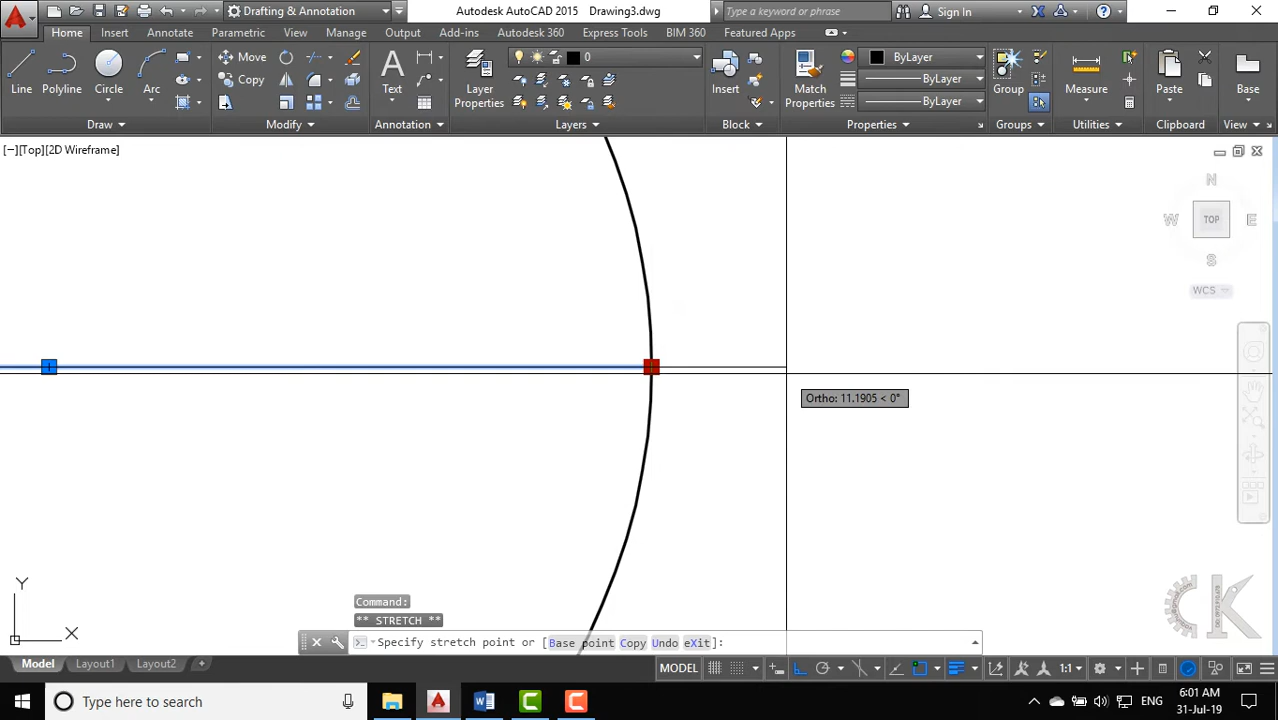 Drafting & Annotation
Autodesk AutoCAD 2015 Drawing3.dwg
Type a keyword or phrase
Sign In
Home Insert Annotate Parametric View Manage Output Add-ins Autodesk 360 Express Tools BIM 360 Featured Apps
Line
Polyline
Circle
Arc
Move
Copy
Text
Layer
Properties
0
Insert
Match
Properties
ByLayer
ByLayer
ByLayer
Group
Measure
Paste
Base
Draw Modify Annotation Layers Block Properties Groups Utilities Clipboard View
[−][Top][2D Wireframe]
N
W TOP E
S
WCS
Ortho: 11.1905 < 0°
Y
X
Command:
** STRETCH **
Specify stretch point or [Base point Copy Undo eXit]:
Model Layout1 Layout2 +
MODEL
1:1
Type here to search
ENG
6:01 AM
31-Jul-19